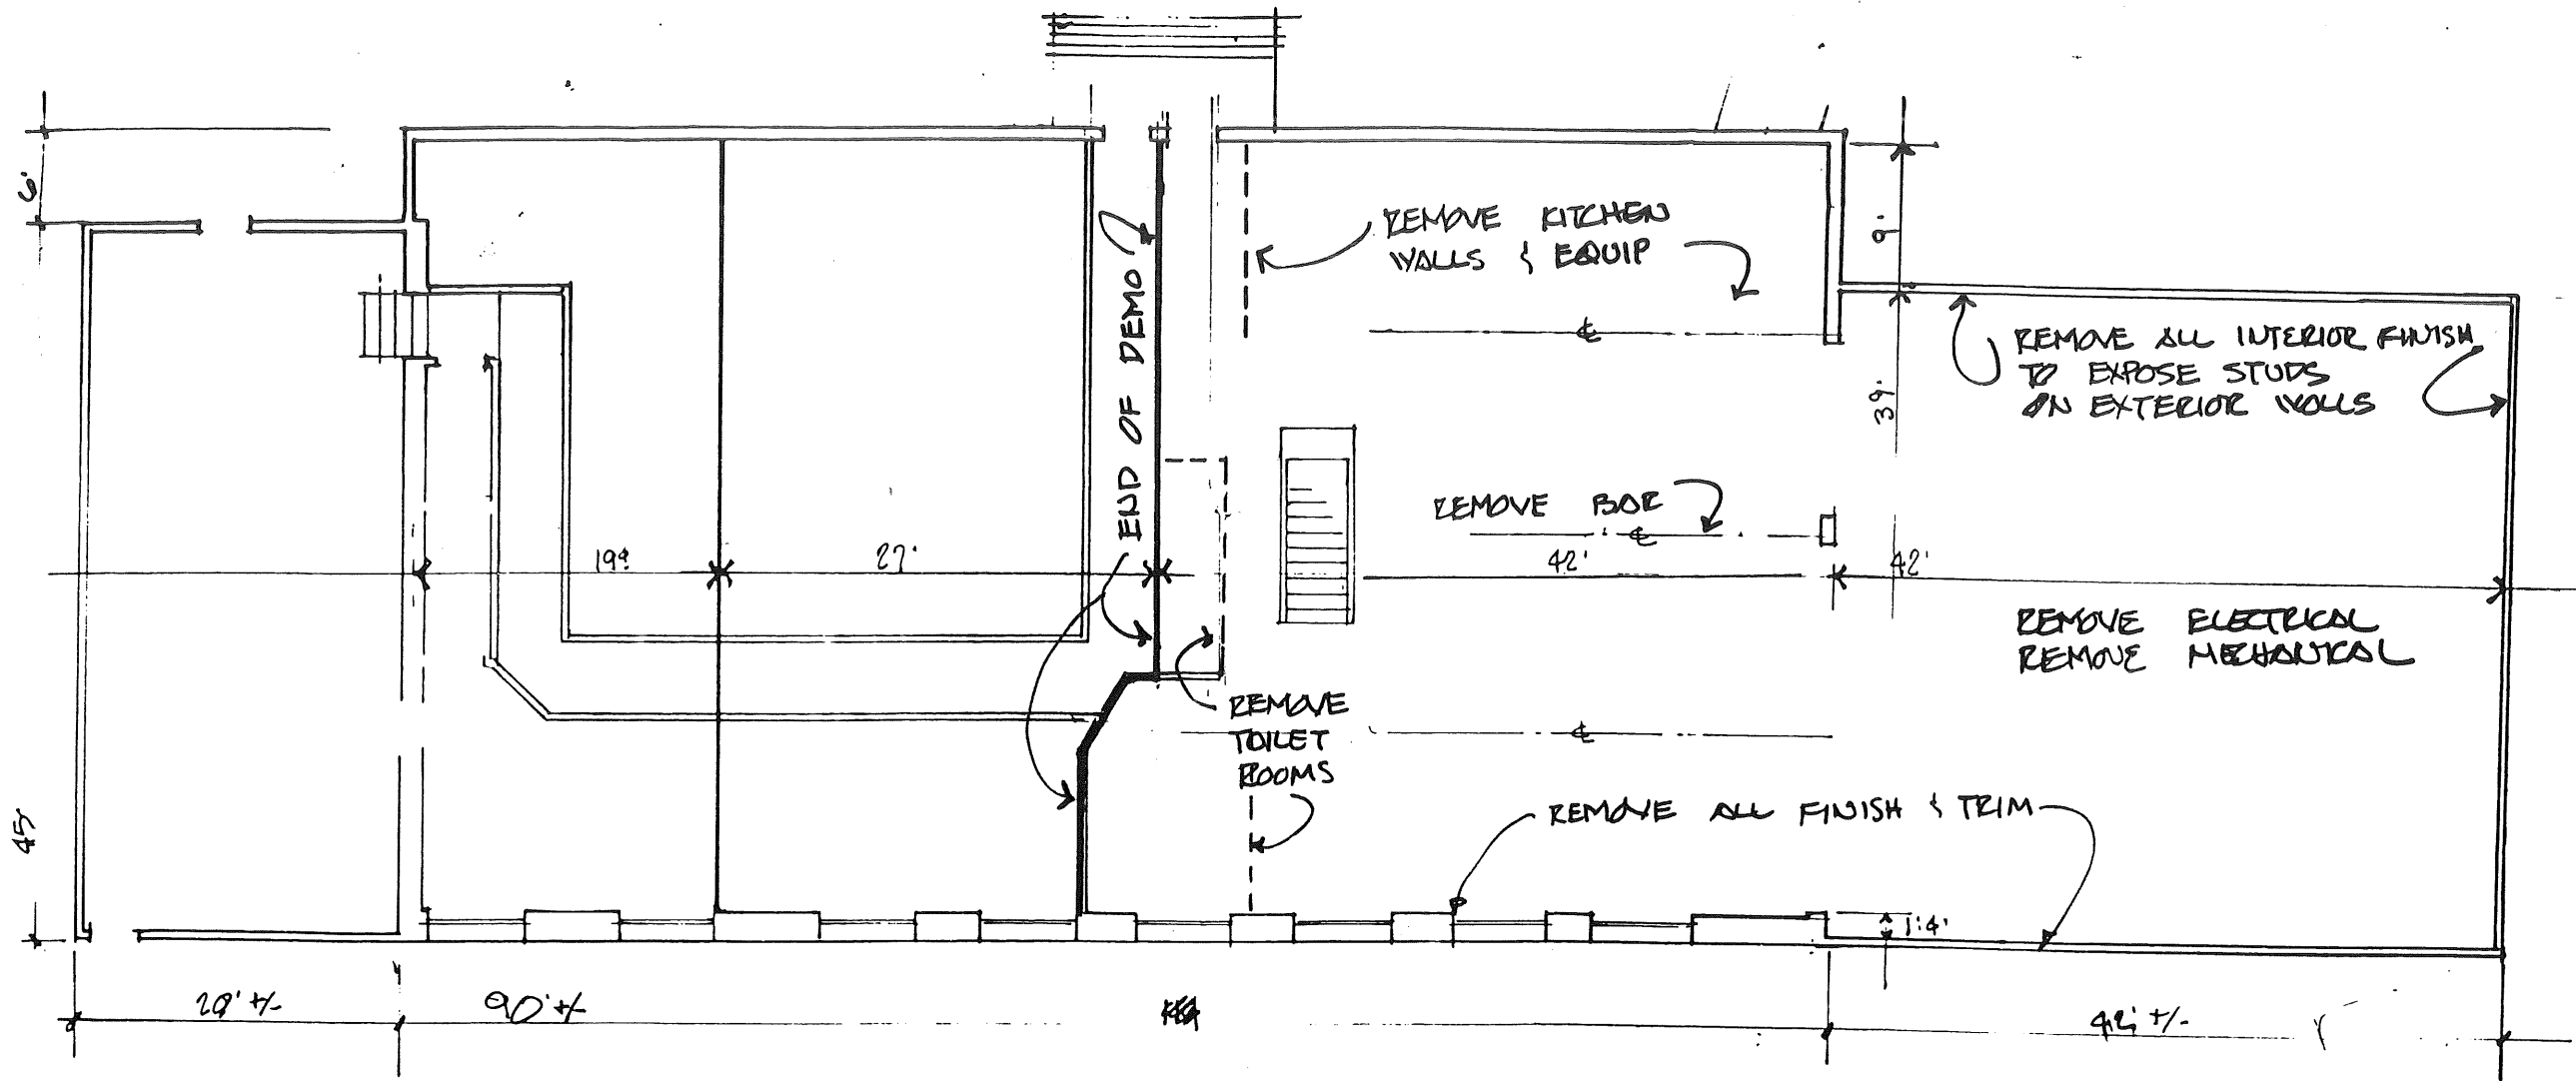 6'
REMOVE KITCHEN
WALLS & EQUIP
9'
END OF DEMO
REMOVE ALL INTERIOR FINISH
TO EXPOSE STUDS
ON EXTERIOR WALLS
39'
REMOVE BAR
27'
42'
42'
REMOVE ELECTRICAL
REMOVE MECHANICAL
REMOVE
TOILET
ROOMS
REMOVE ALL FINISH & TRIM
45
1'4"
90' +/-
42' +/-